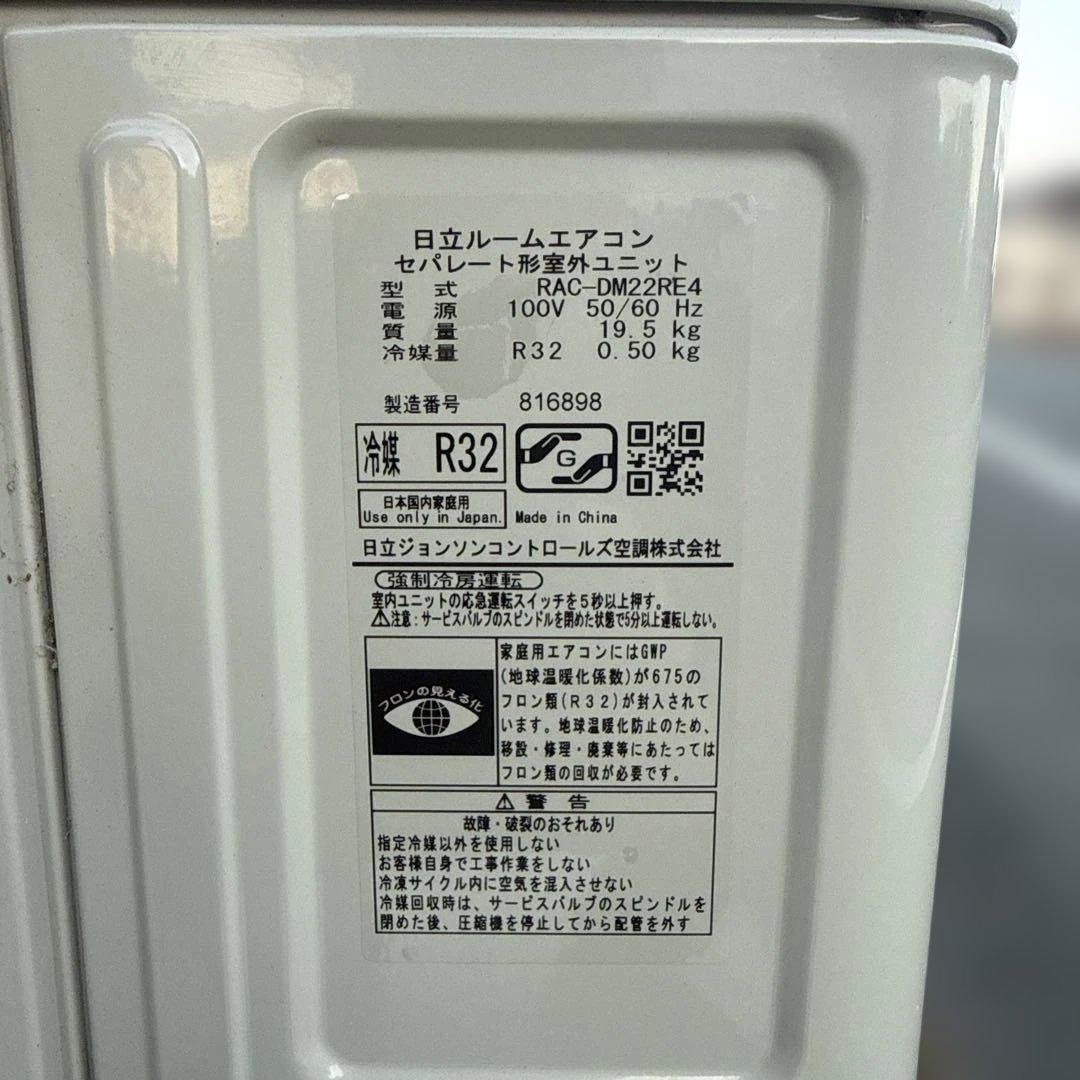 日立ルームエアコン
セパレート形室外ユニット
型 式 RAC-DM22RE4
電 源 100V 50/60 Hz
質 量 19.5 kg
冷媒量 R32 0.50 kg
製造番号 816898
冷媒 R32
G
日本国内家庭用
Use only in Japan.
Made in China
日立ジョンソンコントロールズ空調株式会社
強制冷房運転
室内ユニットの応急運転スイッチを5秒以上押す。
⚠注意:サービスバルブのスピンドルを閉めた状態で5分以上運転しない。
フロンの見える化
家庭用エアコンにはGWP
(地球温暖化係数)が675の
フロン類(R32)が封入されて
います。地球温暖化防止のため、
移設・修理・廃棄等にあたっては
フロン類の回収が必要です。
⚠ 警 告
故障・破裂のおそれあり
指定冷媒以外を使用しない
お客様自身で工事作業をしない
冷凍サイクル内に空気を混入させない
冷媒回収時は、サービスバルブのスピンドルを
閉めた後、圧縮機を停止してから配管を外す